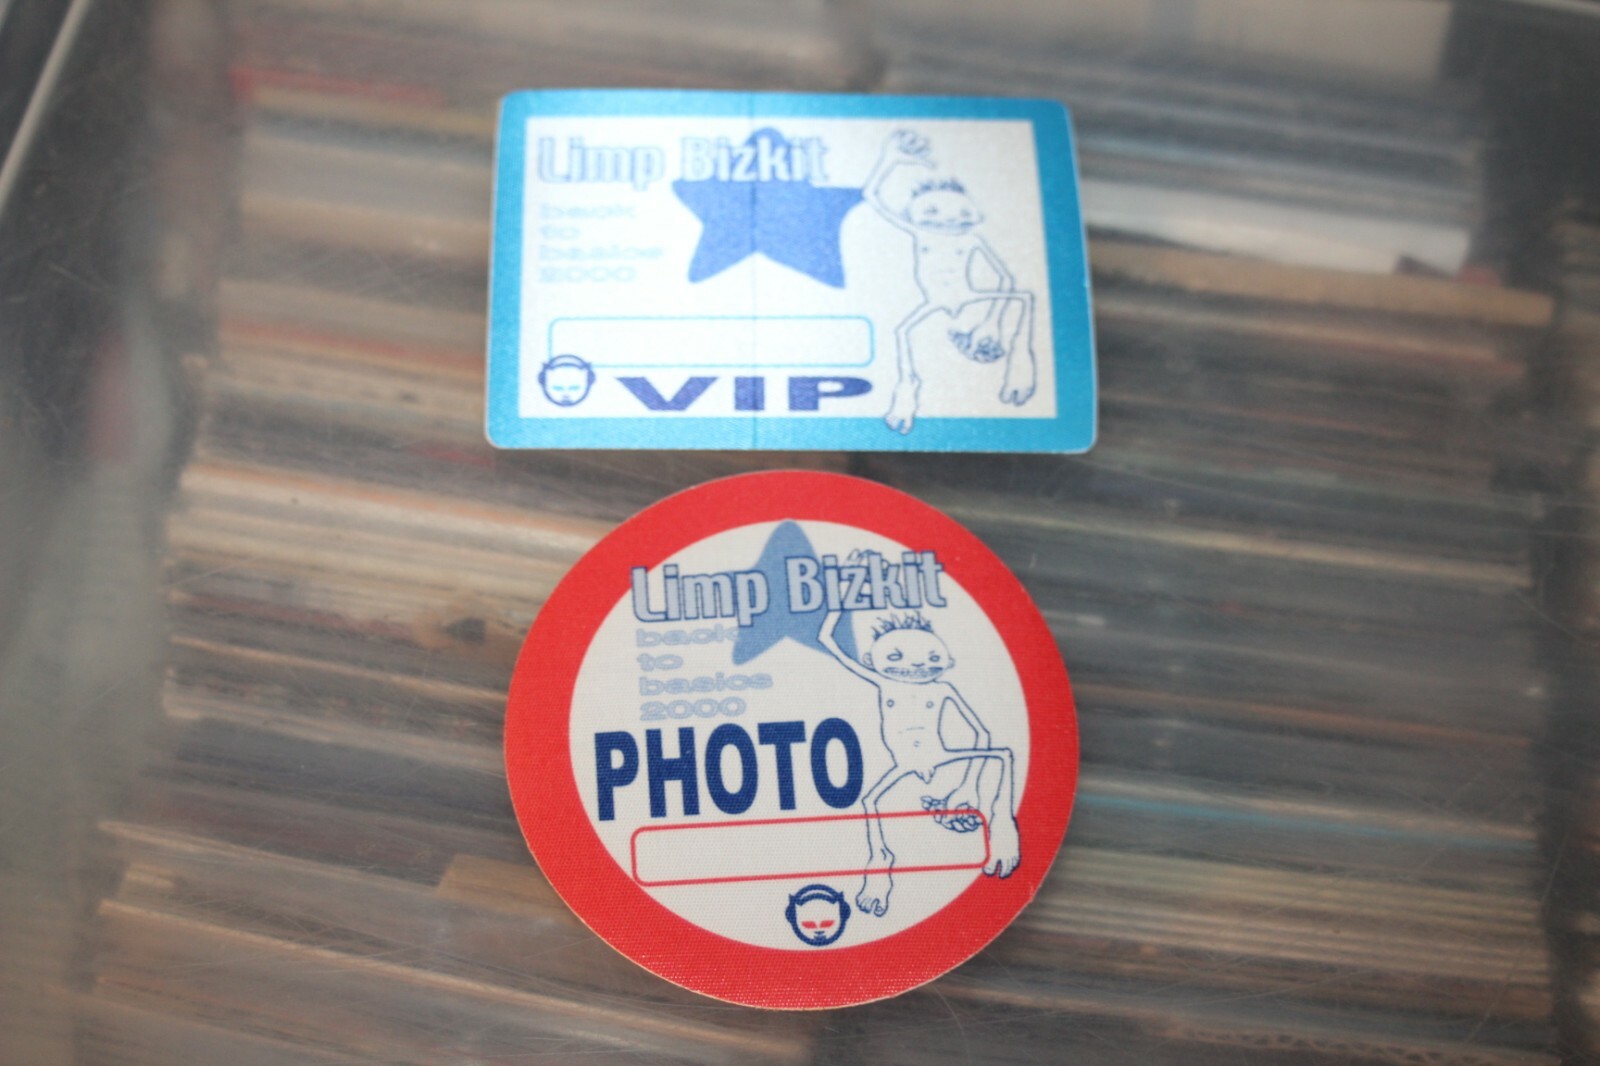 Limp Bizkit
back
to
basics
2000
VIP
Limp Bizkit
back
to
basics
2000
PHOTO